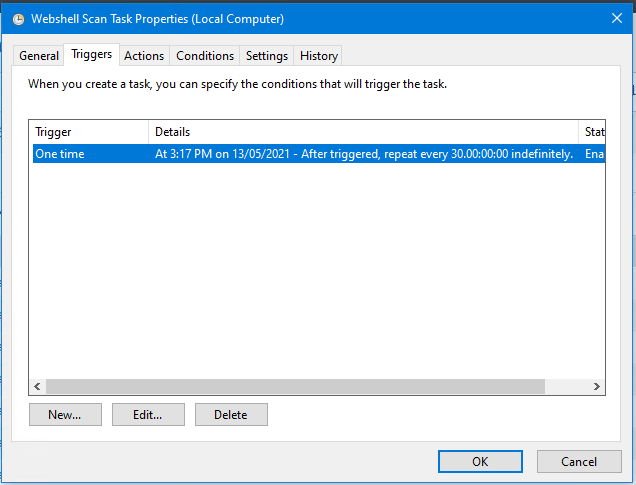 Webshell Scan Task Properties (Local Computer)
General Triggers Actions Conditions Settings History
When you create a task, you can specify the conditions that will trigger the task.
Trigger Details Stat
One time At 3:17 PM on 13/05/2021 - After triggered, repeat every 30.00:00:00 indefinitely. Ena
New... Edit... Delete
OK Cancel